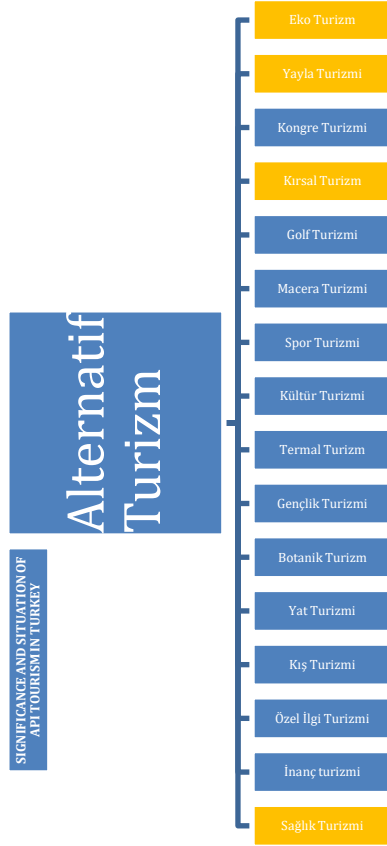 SIGNIFICANCE AND SITUATION OF
API TOURISM IN TURKEY
Alternatif
Turizm
Eko Turizm
Yayla Turizmi
Kongre Turizmi
Kırsal Turizm
Golf Turizmi
Macera Turizmi
Spor Turizmi
Kültür Turizmi
Termal Turizm
Gençlik Turizmi
Botanik Turizm
Yat Turizmi
Kış Turizmi
Özel İlgi Turizmi
İnanç turizmi
Sağlık Turizmi